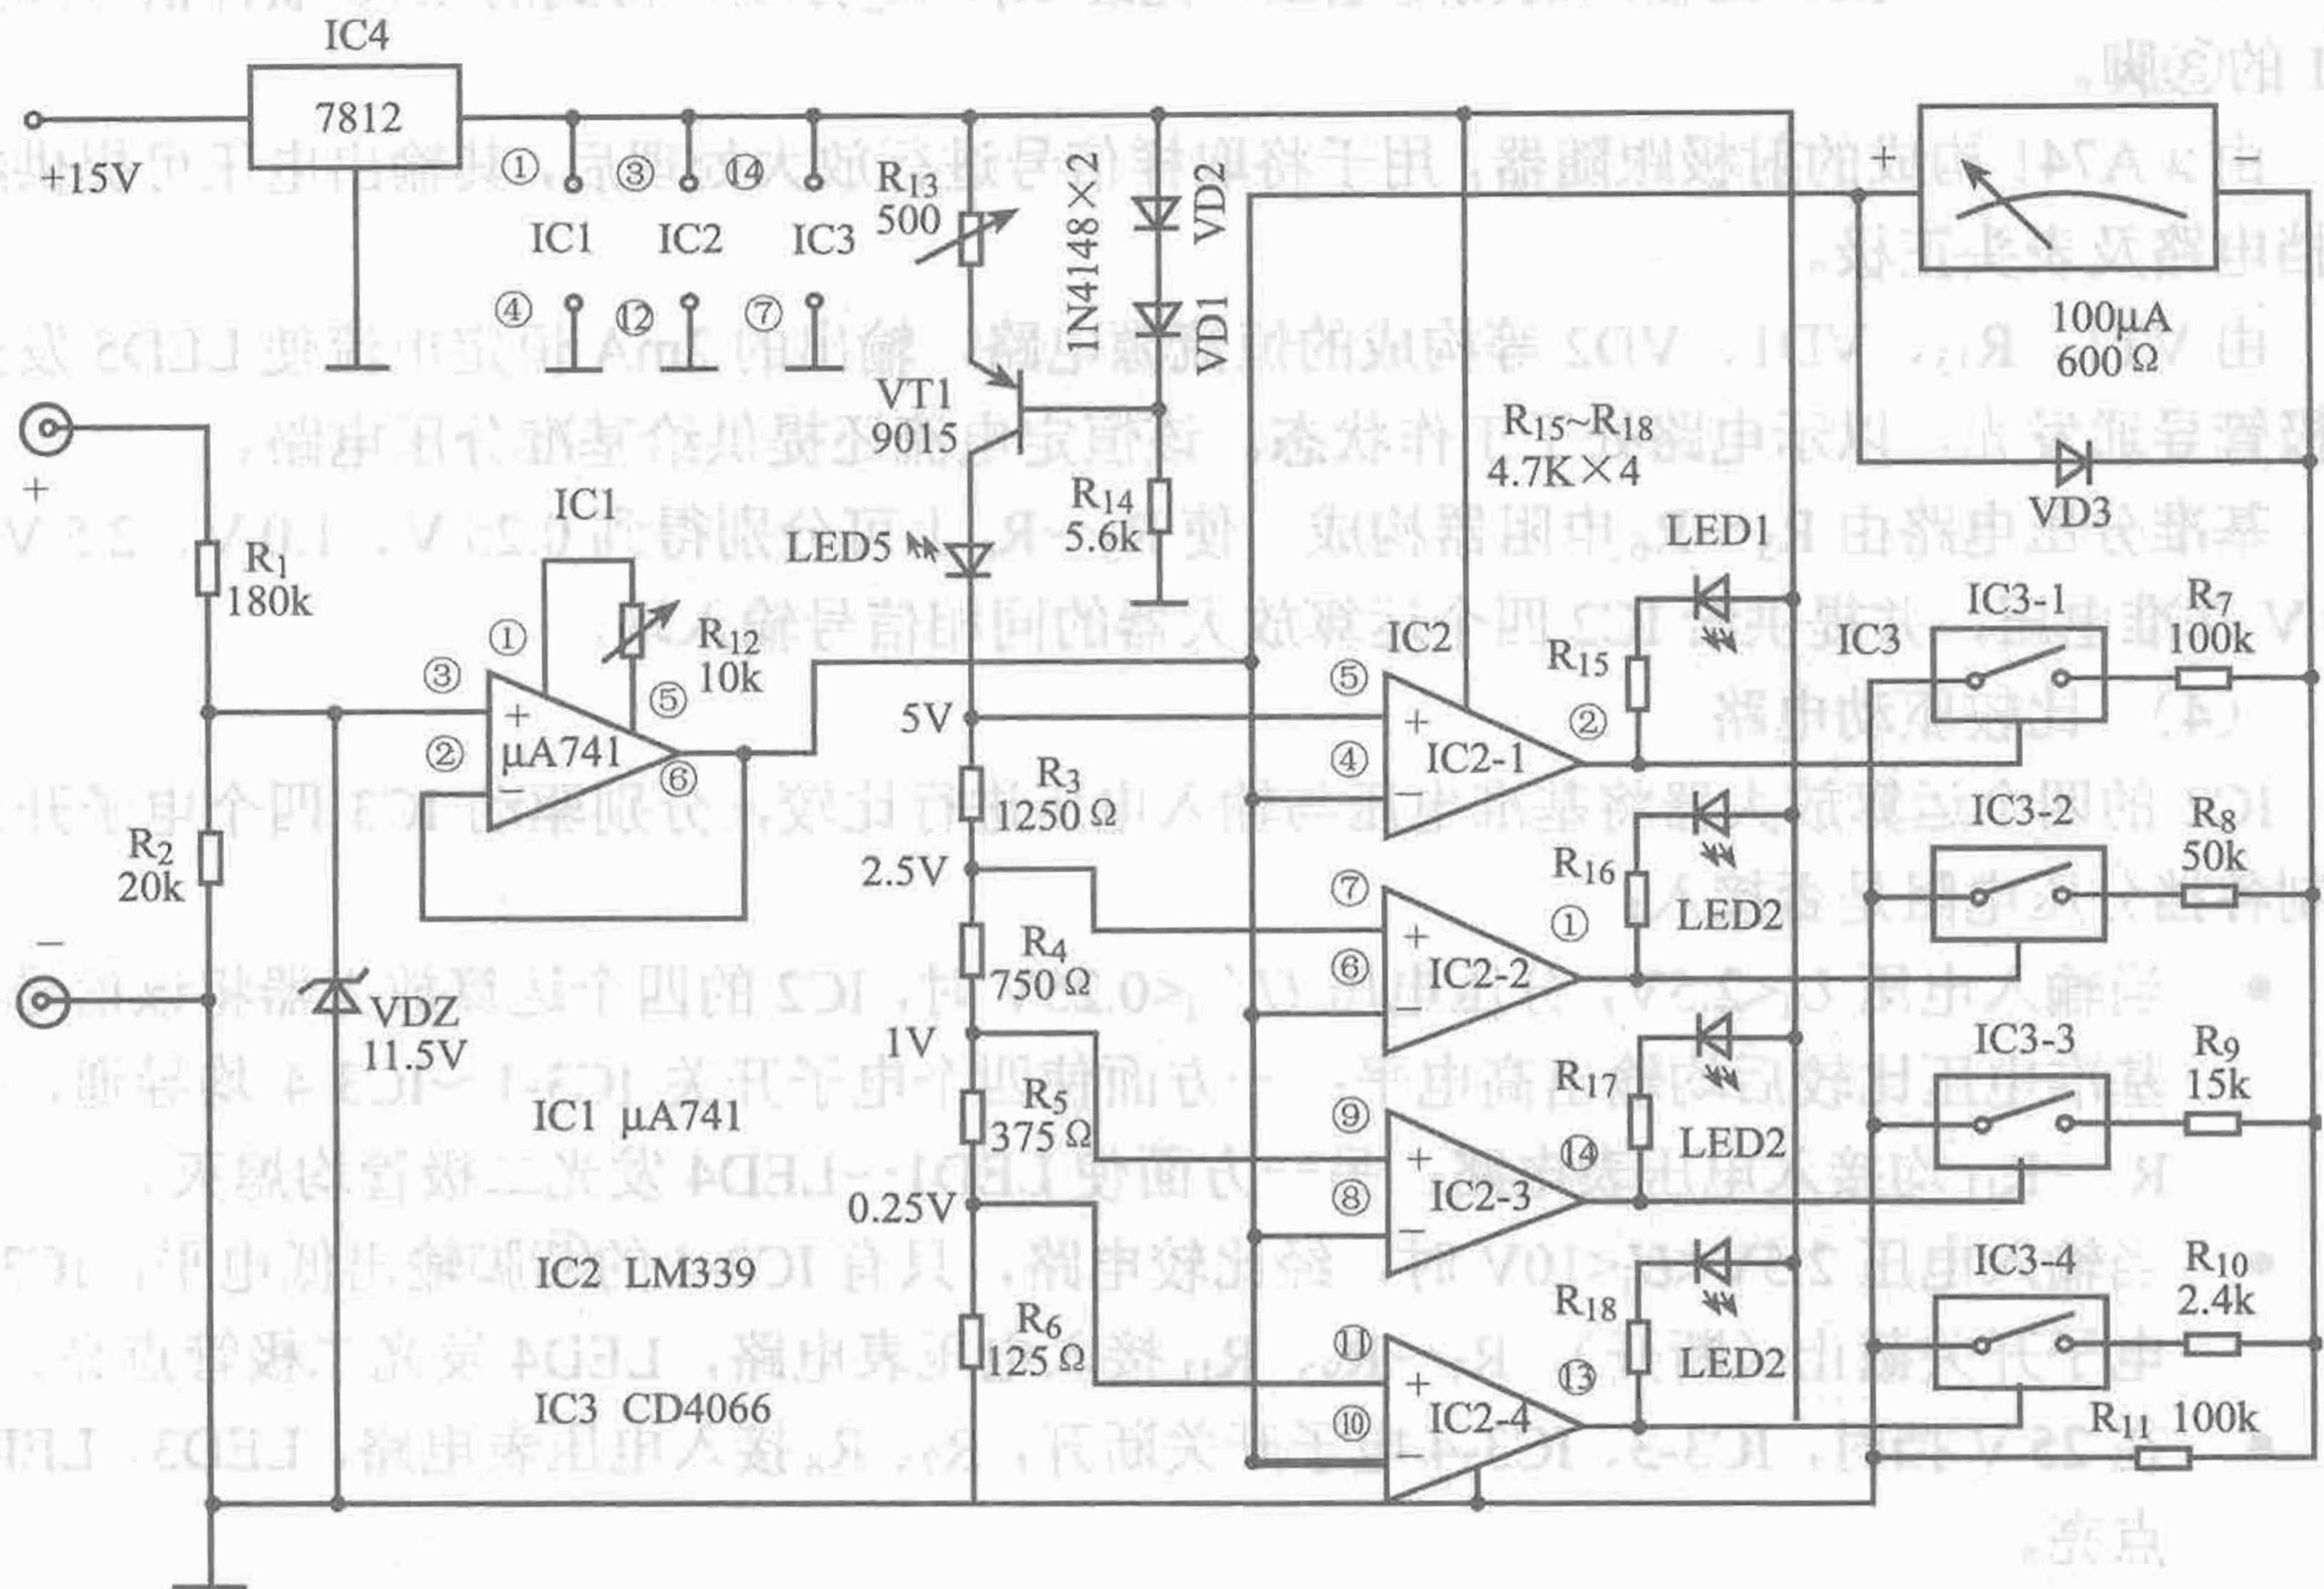 IC4
7812
+15V
① ③ ⑭
IC1 IC2 IC3
④ ⑫ ⑦
R13
500
1N4148×2
VD2
VD1
VT1
9015
R14
5.6k
LED5
+ −
100μA
600Ω
VD3
R15~R18
4.7K×4
+
R1
180k
R2
20k
−
VDZ
11.5V
IC1
①
③
②
+
−
μA741
⑤
⑥
R12
10k
5V
R3
1250Ω
2.5V
R4
750Ω
1V
R5
375Ω
0.25V
R6
125Ω
IC1 μA741
IC2 LM339
IC3 CD4066
IC2
⑤
④
+
−
IC2-1
②
R15
LED1
⑦
⑥
+
−
IC2-2
①
R16
LED2
⑨
⑧
+
−
IC2-3
⑭
R17
LED2
⑪
⑩
+
−
IC2-4
⑬
R18
LED2
IC3
IC3-1
R7
100k
IC3-2
R8
50k
IC3-3
R9
15k
IC3-4
R10
2.4k
R11 100k